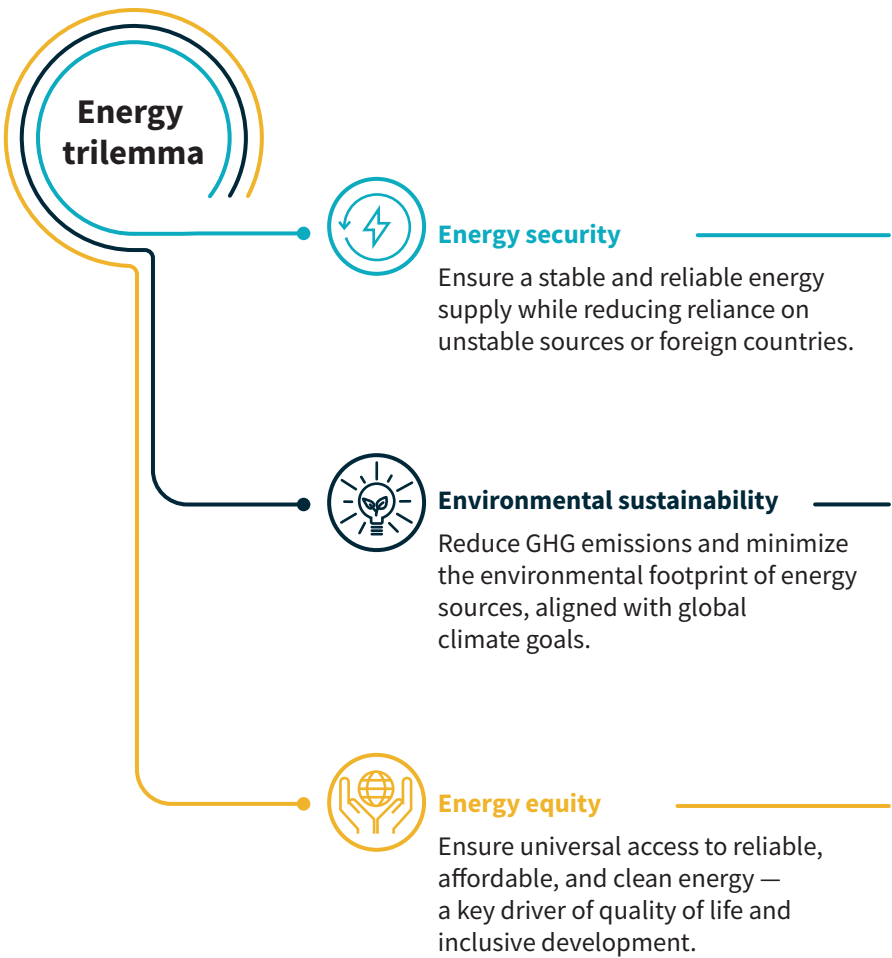 Energy
trilemma
Energy security
Ensure a stable and reliable energy
supply while reducing reliance on
unstable sources or foreign countries.
Environmental sustainability
Reduce GHG emissions and minimize
the environmental footprint of energy
sources, aligned with global
climate goals.
Energy equity
Ensure universal access to reliable,
affordable, and clean energy —
a key driver of quality of life and
inclusive development.